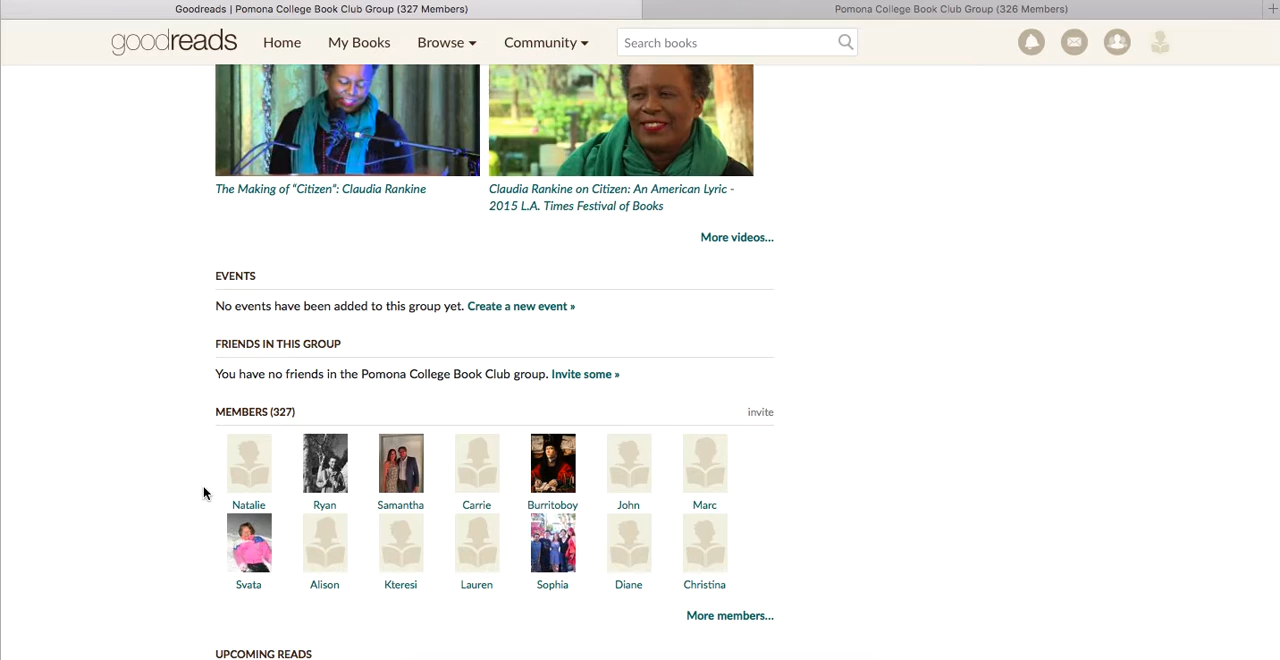 Goodreads | Pomona College Book Club Group (327 Members)
Pomona College Book Club Group (326 Members)
goodreads
Home
My Books
Browse
Community
Search books
The Making of “Citizen”: Claudia Rankine
Claudia Rankine on Citizen: An American Lyric -
2015 L.A. Times Festival of Books
More videos...
EVENTS
No events have been added to this group yet. Create a new event »
FRIENDS IN THIS GROUP
You have no friends in the Pomona College Book Club group. Invite some »
MEMBERS (327)
invite
Natalie
Ryan
Samantha
Carrie
Burritoboy
John
Marc
Svata
Alison
Kteresi
Lauren
Sophia
Diane
Christina
More members...
UPCOMING READS